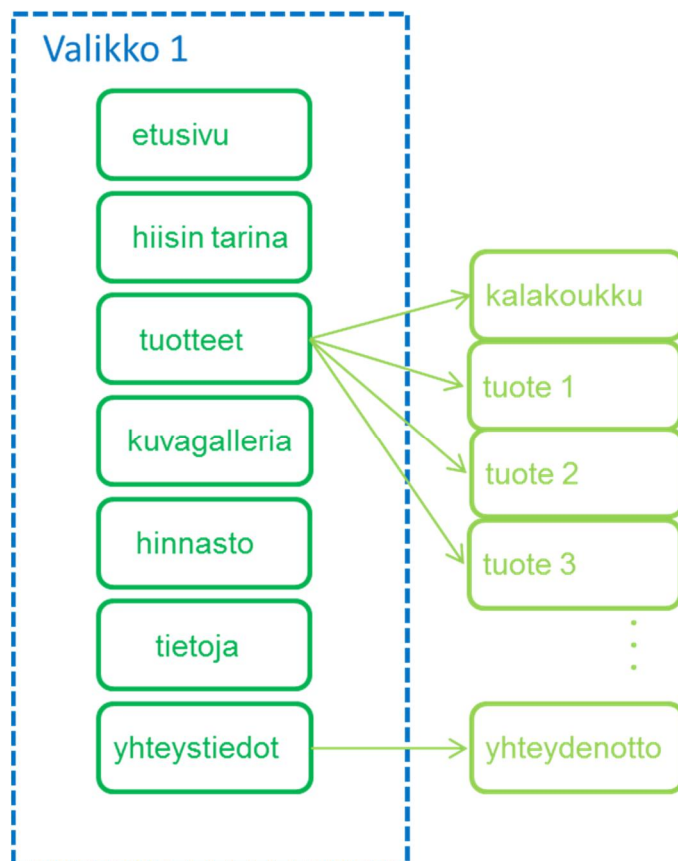 Valikko 1
etusivu
hiisin tarina
tuotteet
kuvagalleria
hinnasto
tietoja
yhteystiedot
kalakoukku
tuote 1
tuote 2
tuote 3
yhteydenotto